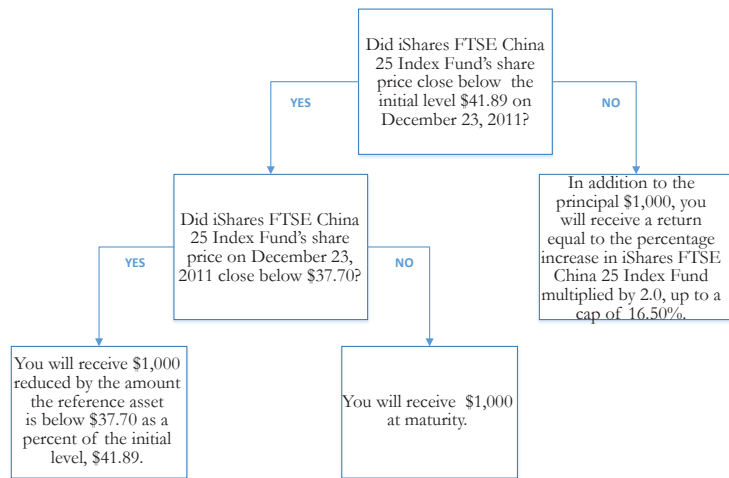 Did iShares FTSE China
25 Index Fund's share
price close below the
initial level $41.89 on
December 23, 2011?
YES
NO
Did iShares FTSE China
25 Index Fund's share
price on December 23,
2011 close below $37.70?
In addition to the
principal $1,000, you
will receive a return
equal to the percentage
increase in iShares FTSE
China 25 Index Fund
multiplied by 2.0, up to a
cap of 16.50%.
YES
NO
You will receive $1,000
reduced by the amount
the reference asset
is below $37.70 as a
percent of the initial
level, $41.89.
You will receive $1,000
at maturity.